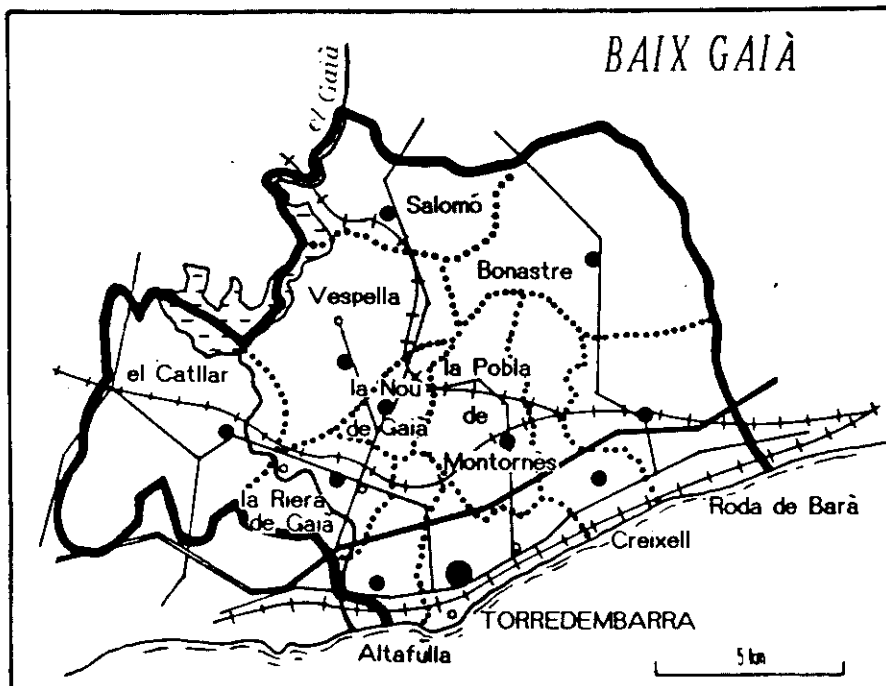 BAIX GAIÀ
el Gaià
Salomó
Bonastre
Vespella
el Catllar
la Nou
de Gaià
la Pobla
de
Montornès
la Riera
de Gaià
Roda de Barà
Creixell
TORREDEMBARRA
Altafulla
5 km